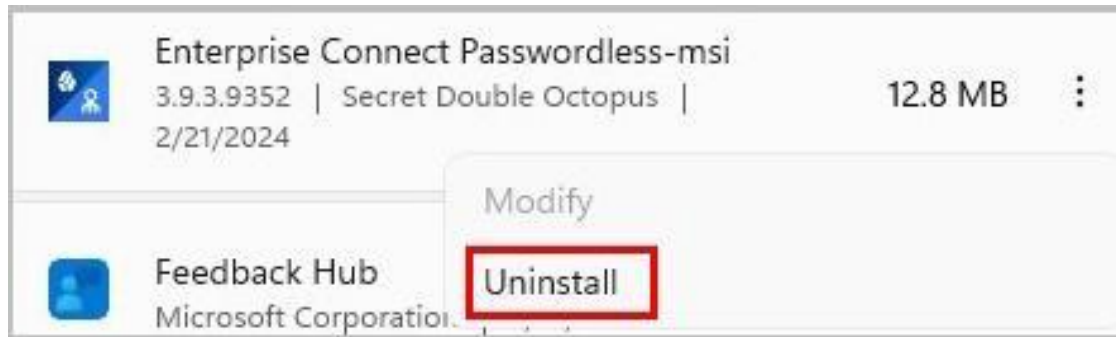 Enterprise Connect Passwordless-msi
3.9.3.9352 | Secret Double Octopus | 12.8 MB
2/21/2024
Modify
Feedback Hub
Uninstall
Microsoft